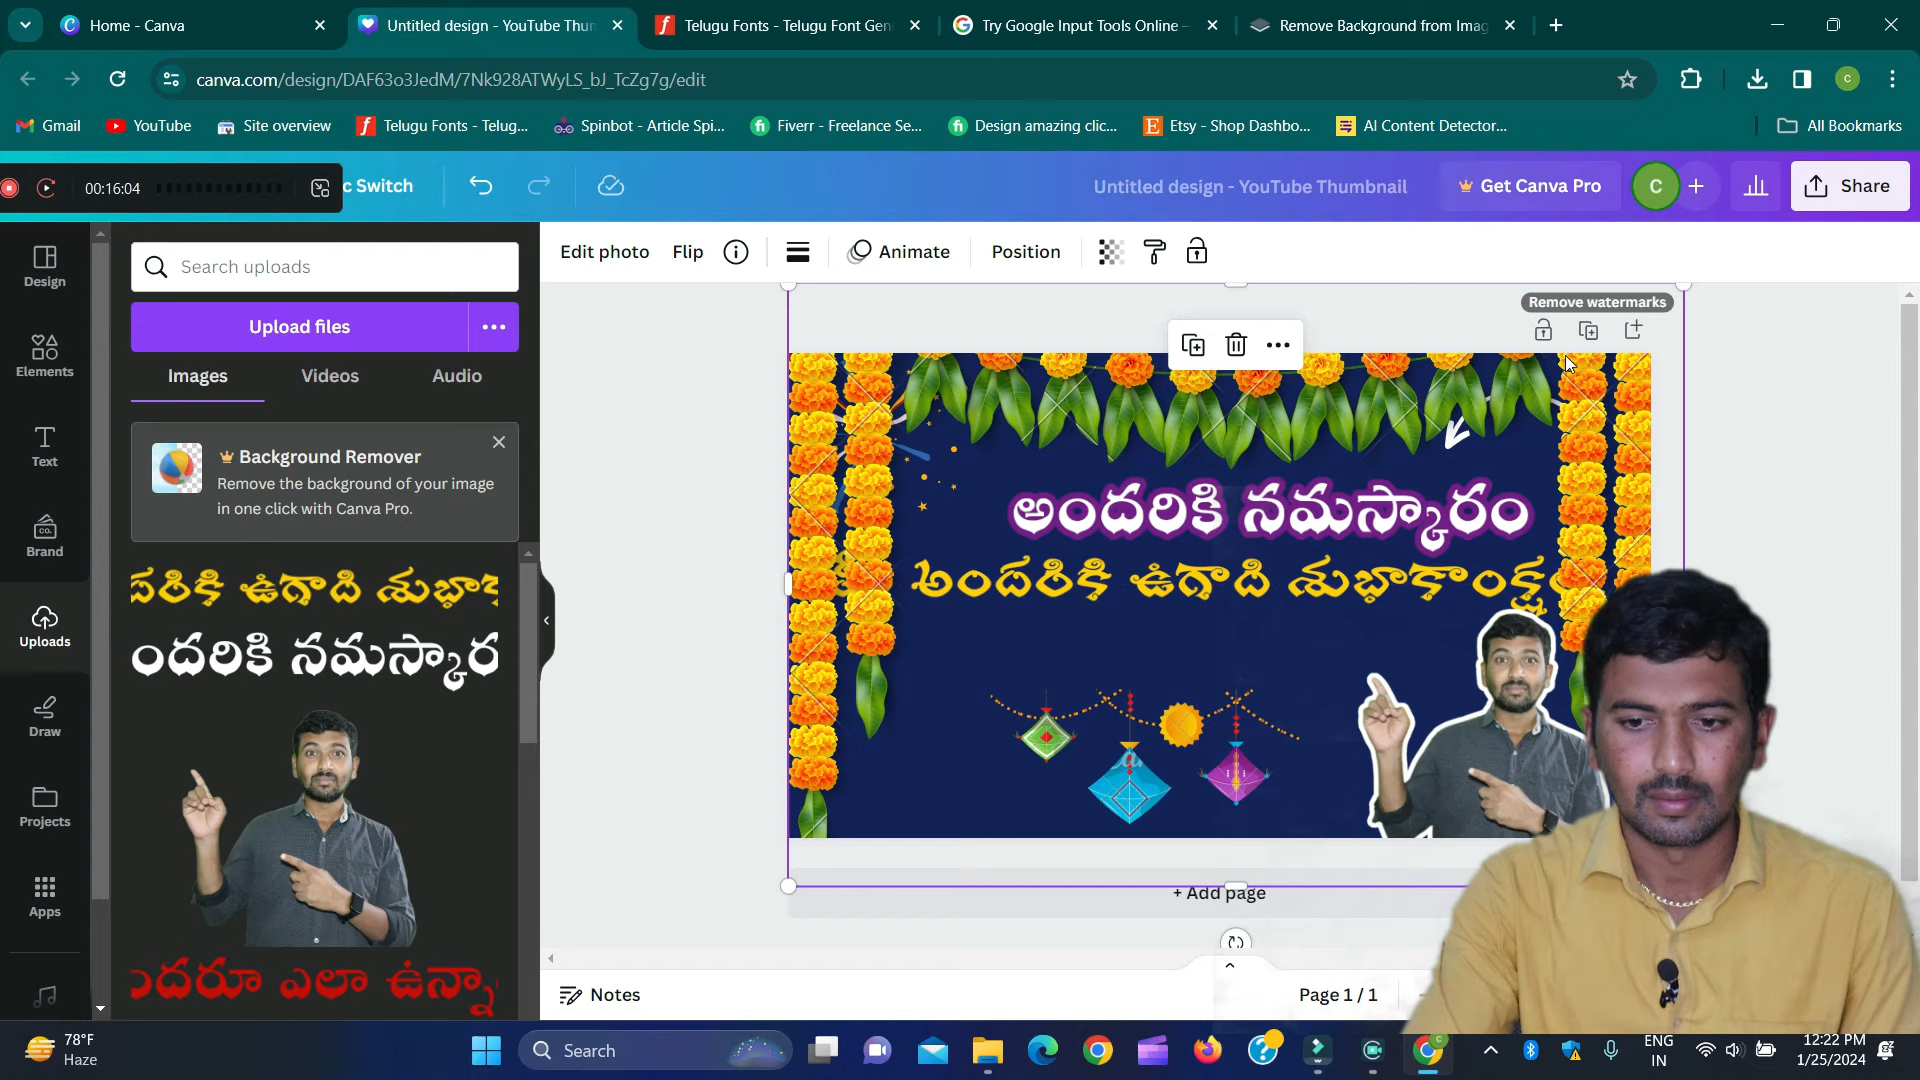 Home - Canva
Untitled design - YouTube Thun
Telugu Fonts - Telugu Font Gen
Try Google Input Tools Online –
Remove Background from Imag
canva.com/design/DAF63o3JedM/7Nk928ATWyLS_bJ_TcZg7g/edit
Gmail
YouTube
Site overview
Telugu Fonts - Telug...
Spinbot - Article Spi...
Fiverr - Freelance Se...
Design amazing clic...
Etsy - Shop Dashbo...
AI Content Detector...
All Bookmarks
00:16:04
c Switch
Untitled design - YouTube Thumbnail
Get Canva Pro
C
Share
Design
Elements
Text
Brand
Uploads
Draw
Projects
Apps
Search uploads
Upload files
Images
Videos
Audio
Background Remover
Remove the background of your image
in one click with Canva Pro.
దరికి ఉగాది శుభాక
ందరికి నమస్కార
ందరూ ఎలా ఉన్నా
Edit photo
Flip
Animate
Position
Remove watermarks
అందరికి నమస్కారం
అందరికి ఉగాది శుభాకాంక్ష
+ Add page
Notes
Page 1 / 1
78°F
Haze
Search
ENG
IN
12:22 PM
1/25/2024